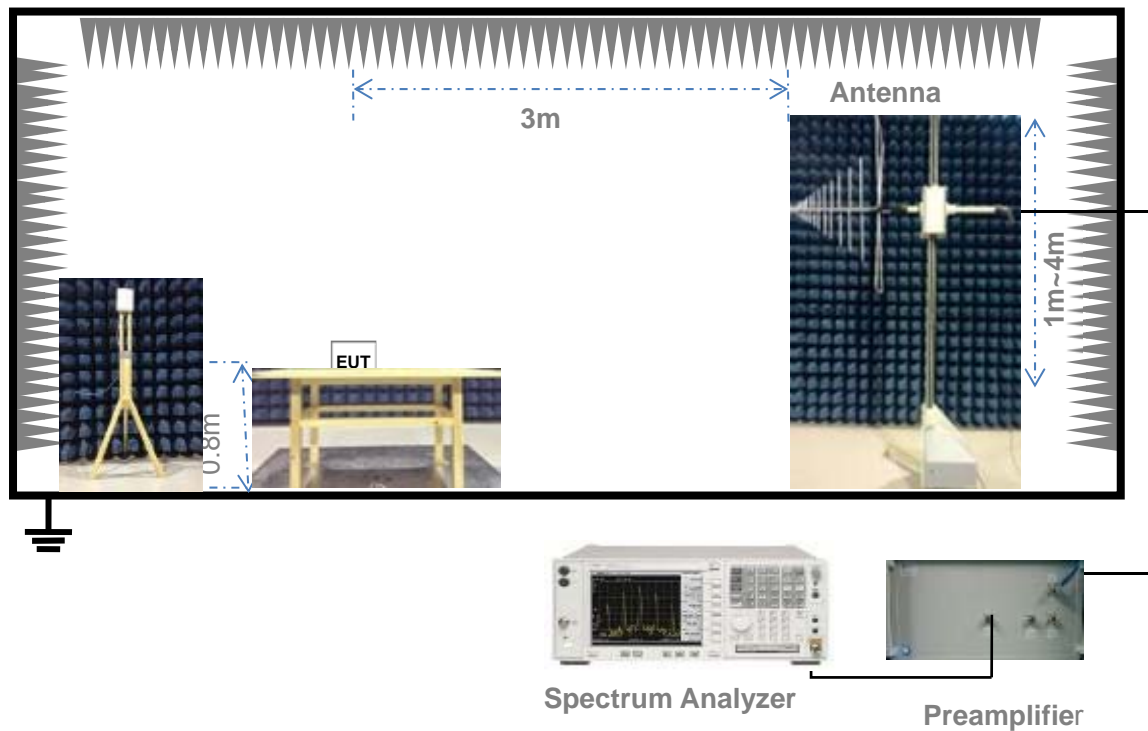 Antenna
3m
1m~4m
EUT
0.8m
Spectrum Analyzer
Preamplifier